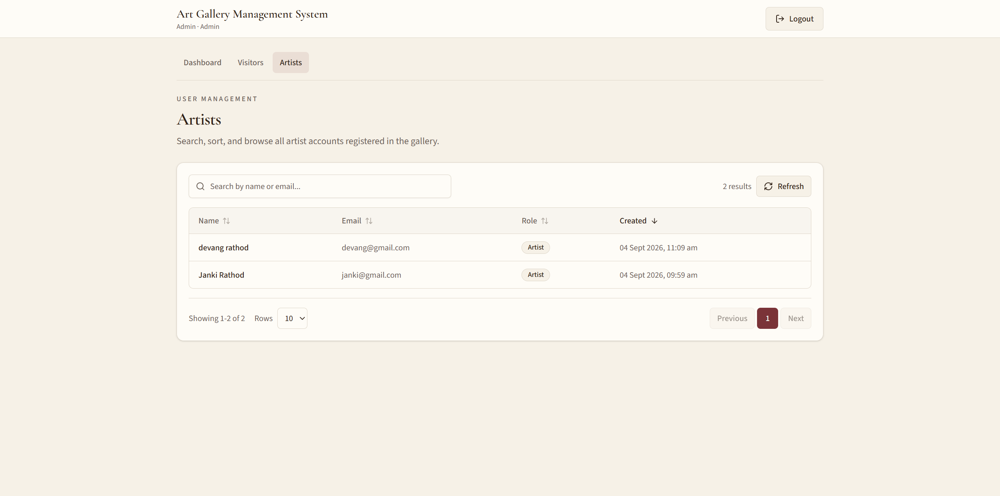 Art Gallery Management System
Admin · Admin
Logout
Dashboard Visitors Artists
USER MANAGEMENT
Artists
Search, sort, and browse all artist accounts registered in the gallery.
Search by name or email...
2 results Refresh
Name Email Role Created
devang rathod devang@gmail.com Artist 04 Sept 2026, 11:09 am
Janki Rathod janki@gmail.com Artist 04 Sept 2026, 09:59 am
Showing 1-2 of 2 Rows 10 Previous 1 Next